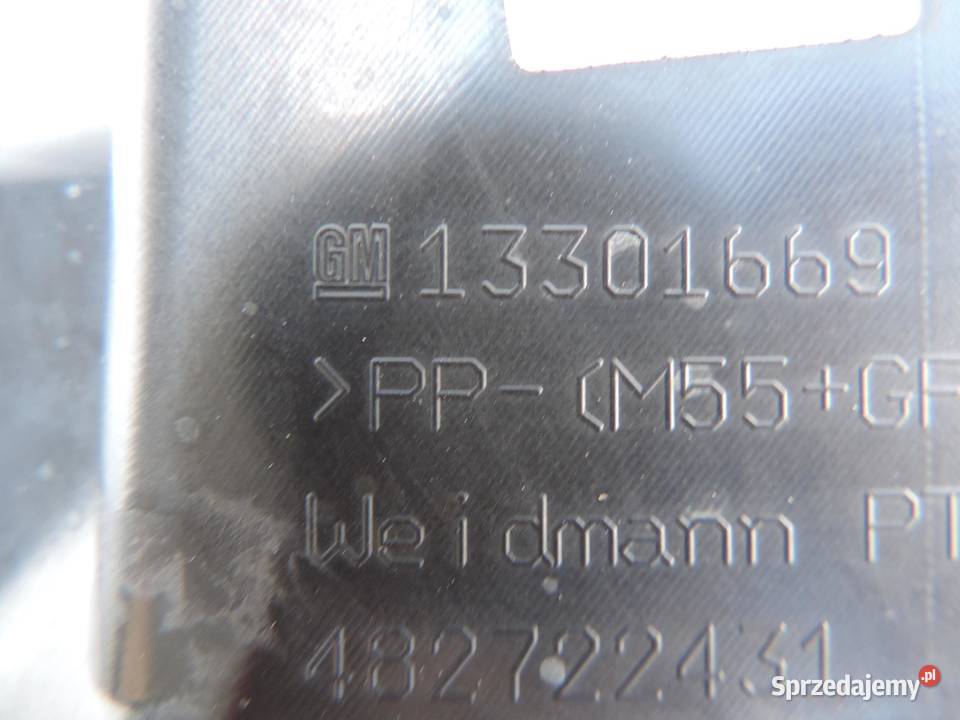 GM 13301669
>PP-(M55+GF
Weidmann PT
482722431
Sprzedajemy.pl